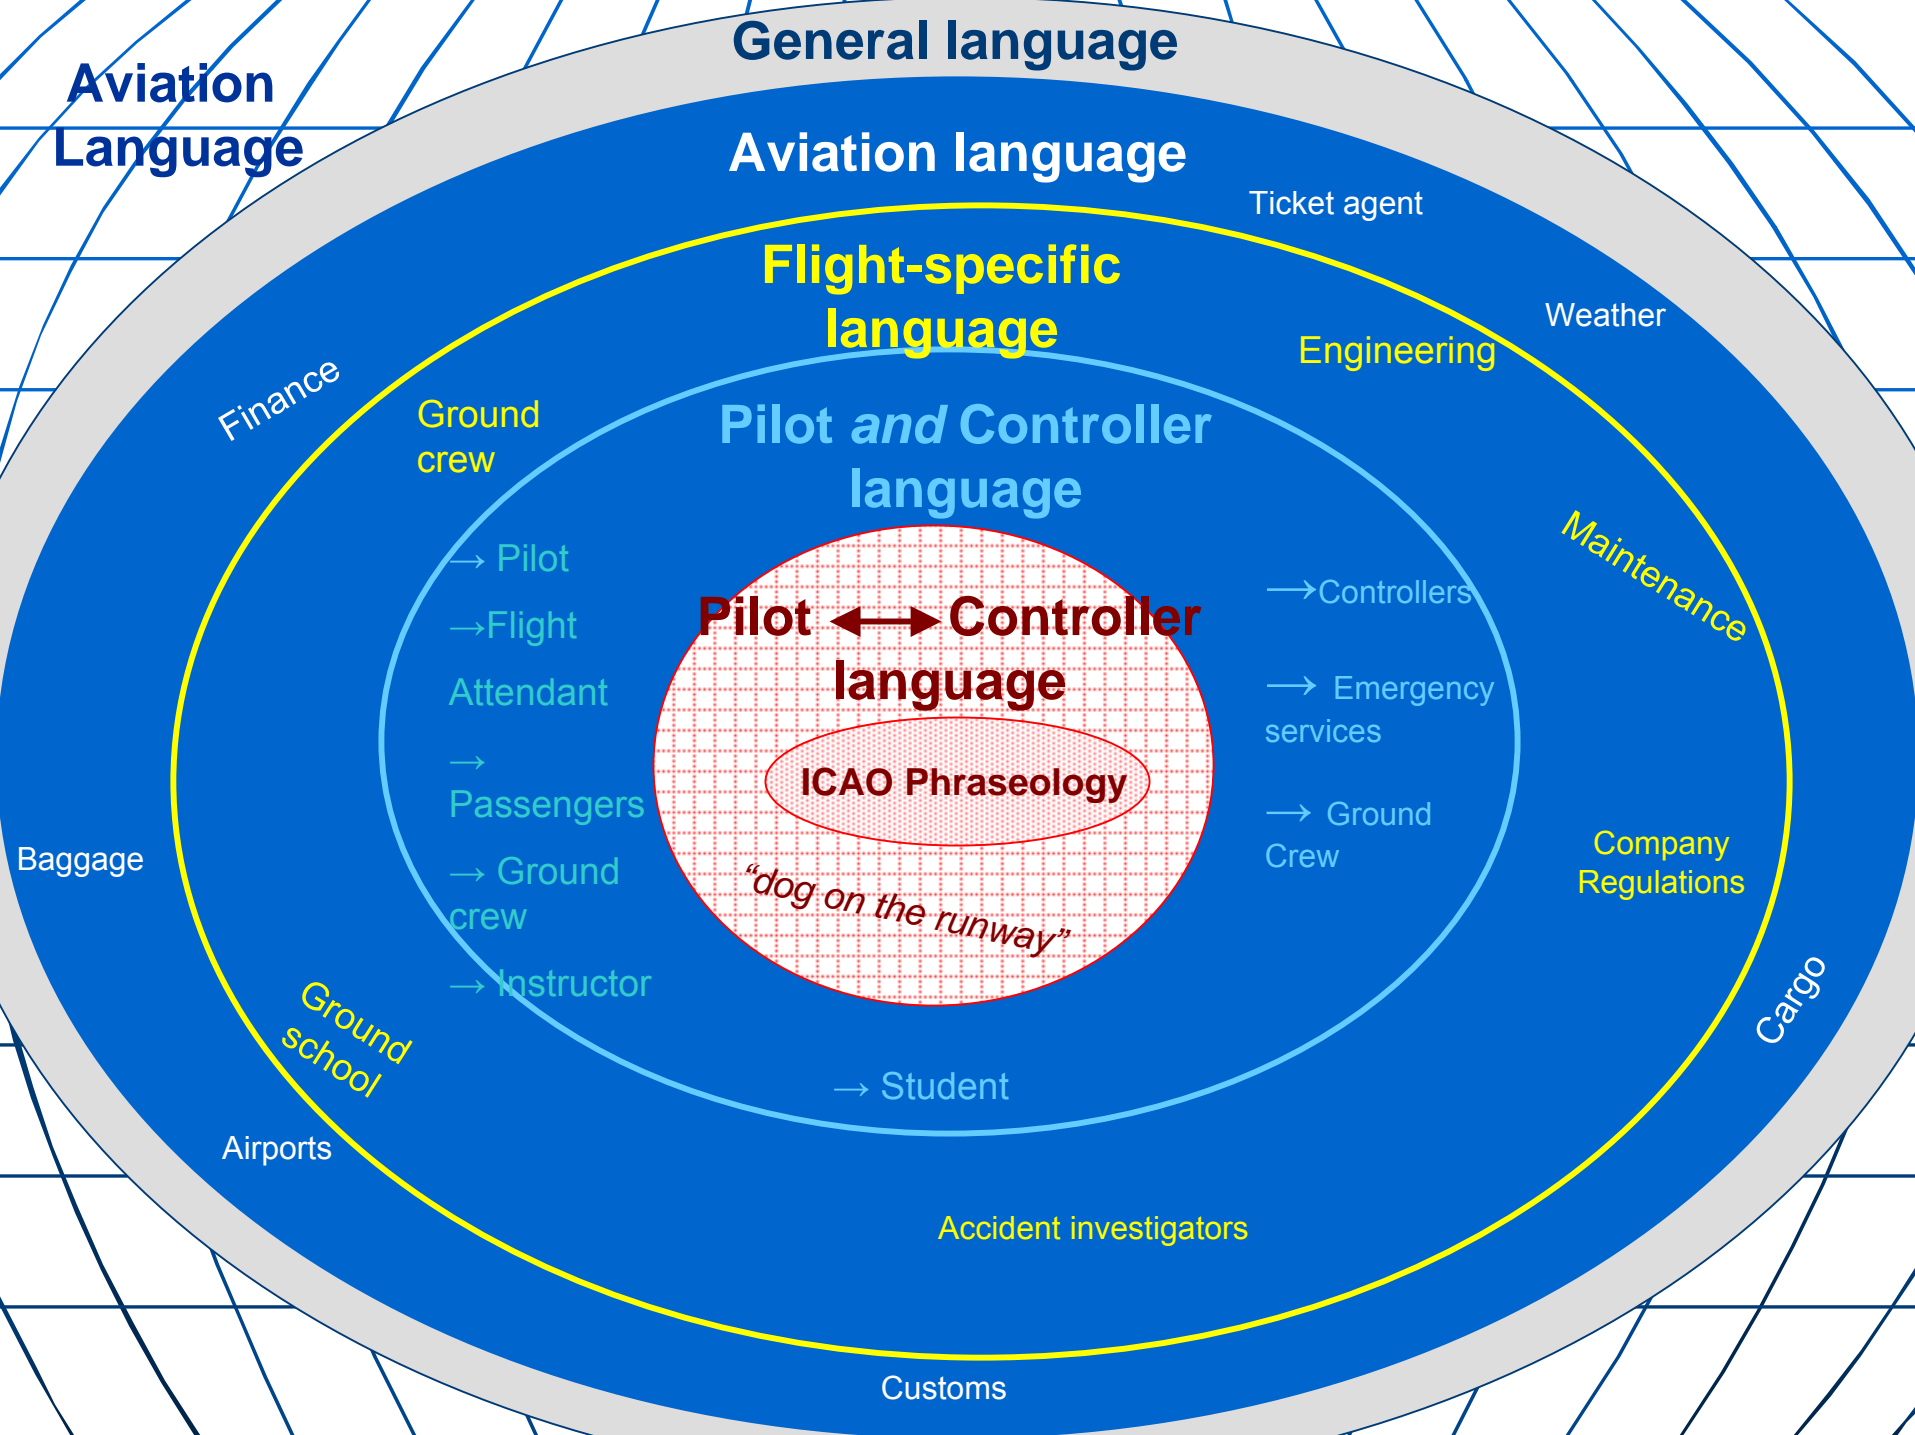 General language
Aviation
Language
Aviation language
Ticket agent
Flight-specific
language
Weather
Engineering
Finance
Ground
crew
Pilot and Controller
language
Maintenance
→ Pilot
→Flight
Attendant
→
Passengers
→ Ground
crew
→ Instructor
Pilot ↔ Controller
language
ICAO Phraseology
“dog on the runway”
→Controllers
→ Emergency
services
→ Ground
Crew
Company
Regulations
Baggage
Cargo
Ground
school
→ Student
Airports
Accident investigators
Customs